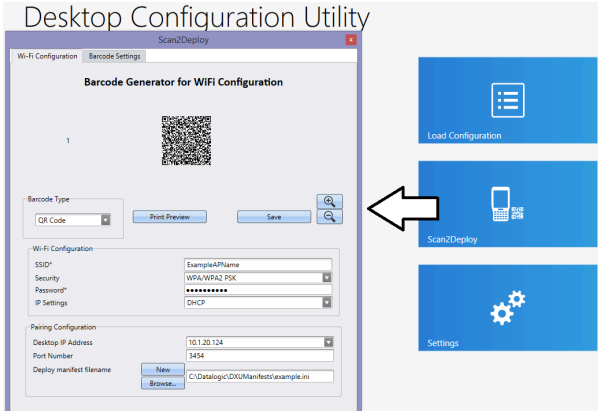 Desktop Configuration Utility
Scan2Deploy
x
Wi-Fi Configuration Barcode Settings
Barcode Generator for WiFi Configuration
1
Barcode Type
QR Code
Print Preview
Save
Wi-Fi Configuration
SSID* ExampleAPName
Security WPA/WPA2 PSK
Password* ••••••••••
IP Settings DHCP
Pairing Configuration
Desktop IP Address 10.1.20.124
Port Number 3454
Deploy manifest filename New
C:\Datalogic\DXUManifests\example.ini
Browse..
Load Configuration
Scan2Deploy
Settings